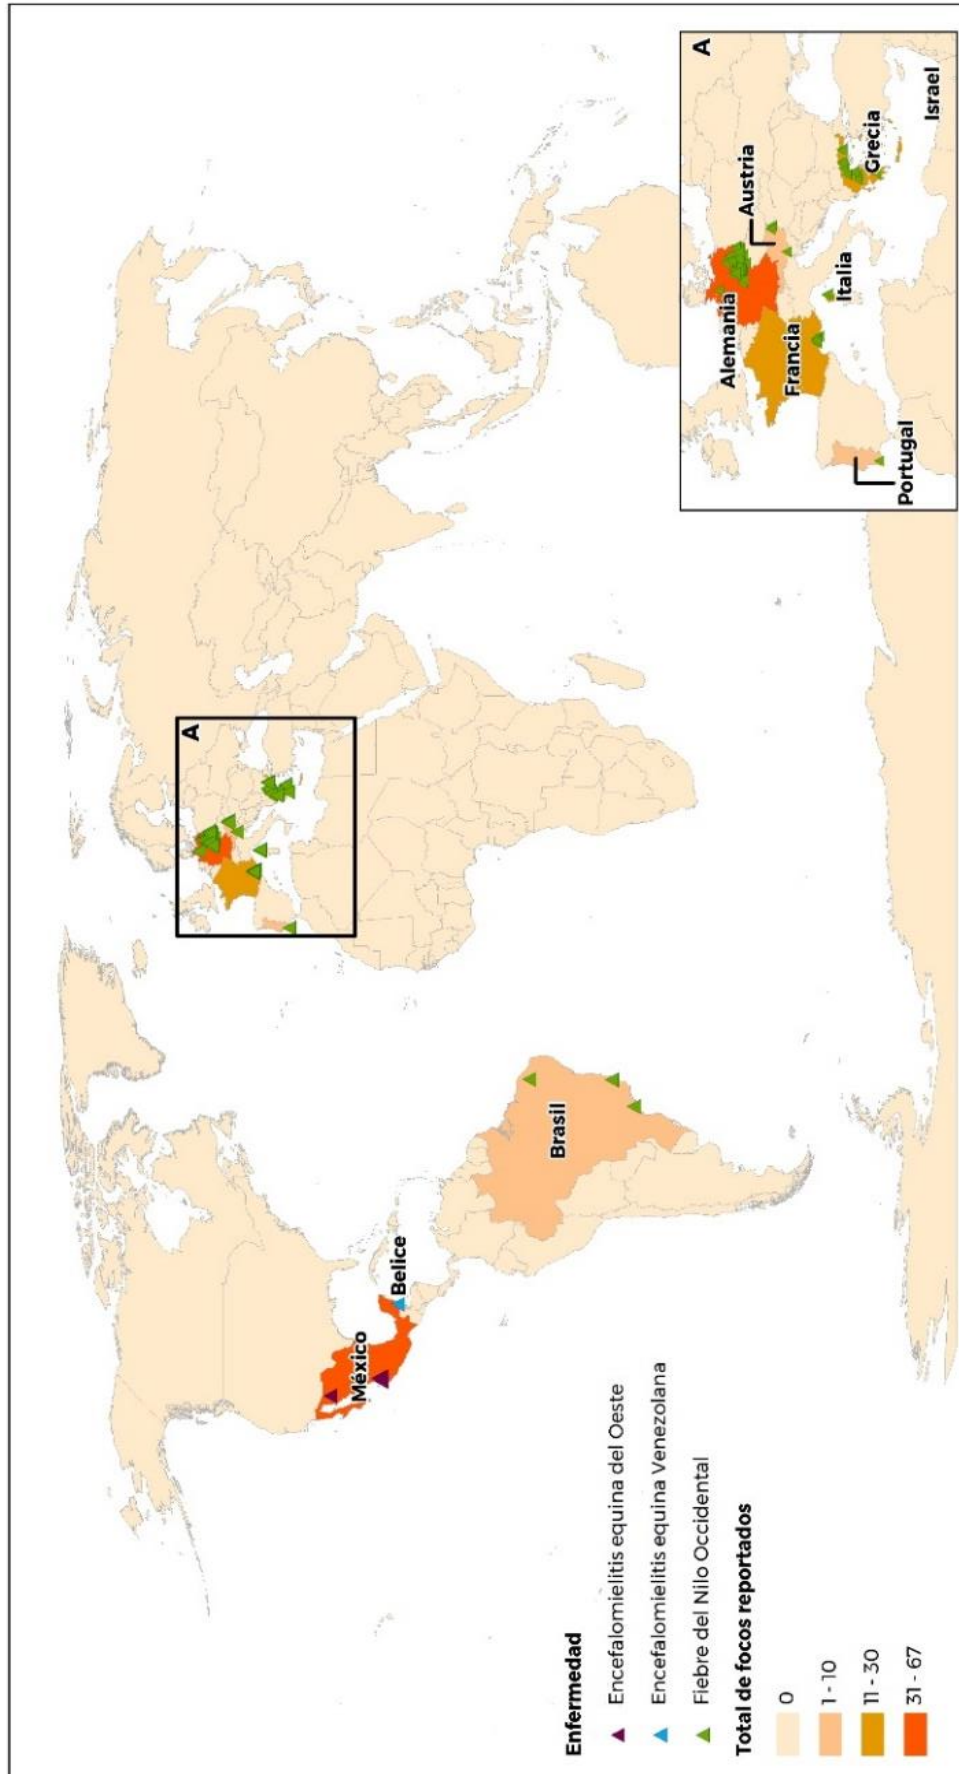 A
México
Belice
Brasil
Enfermedad
Encefalomielitis equina del Oeste
Encefalomielitis equina Venezolana
Fiebre del Nilo Occidental
Total de focos reportados
0
1 - 10
11 - 30
31 - 67
A
Alemania
Austria
Francia
Italia
Grecia
Portugal
Israel